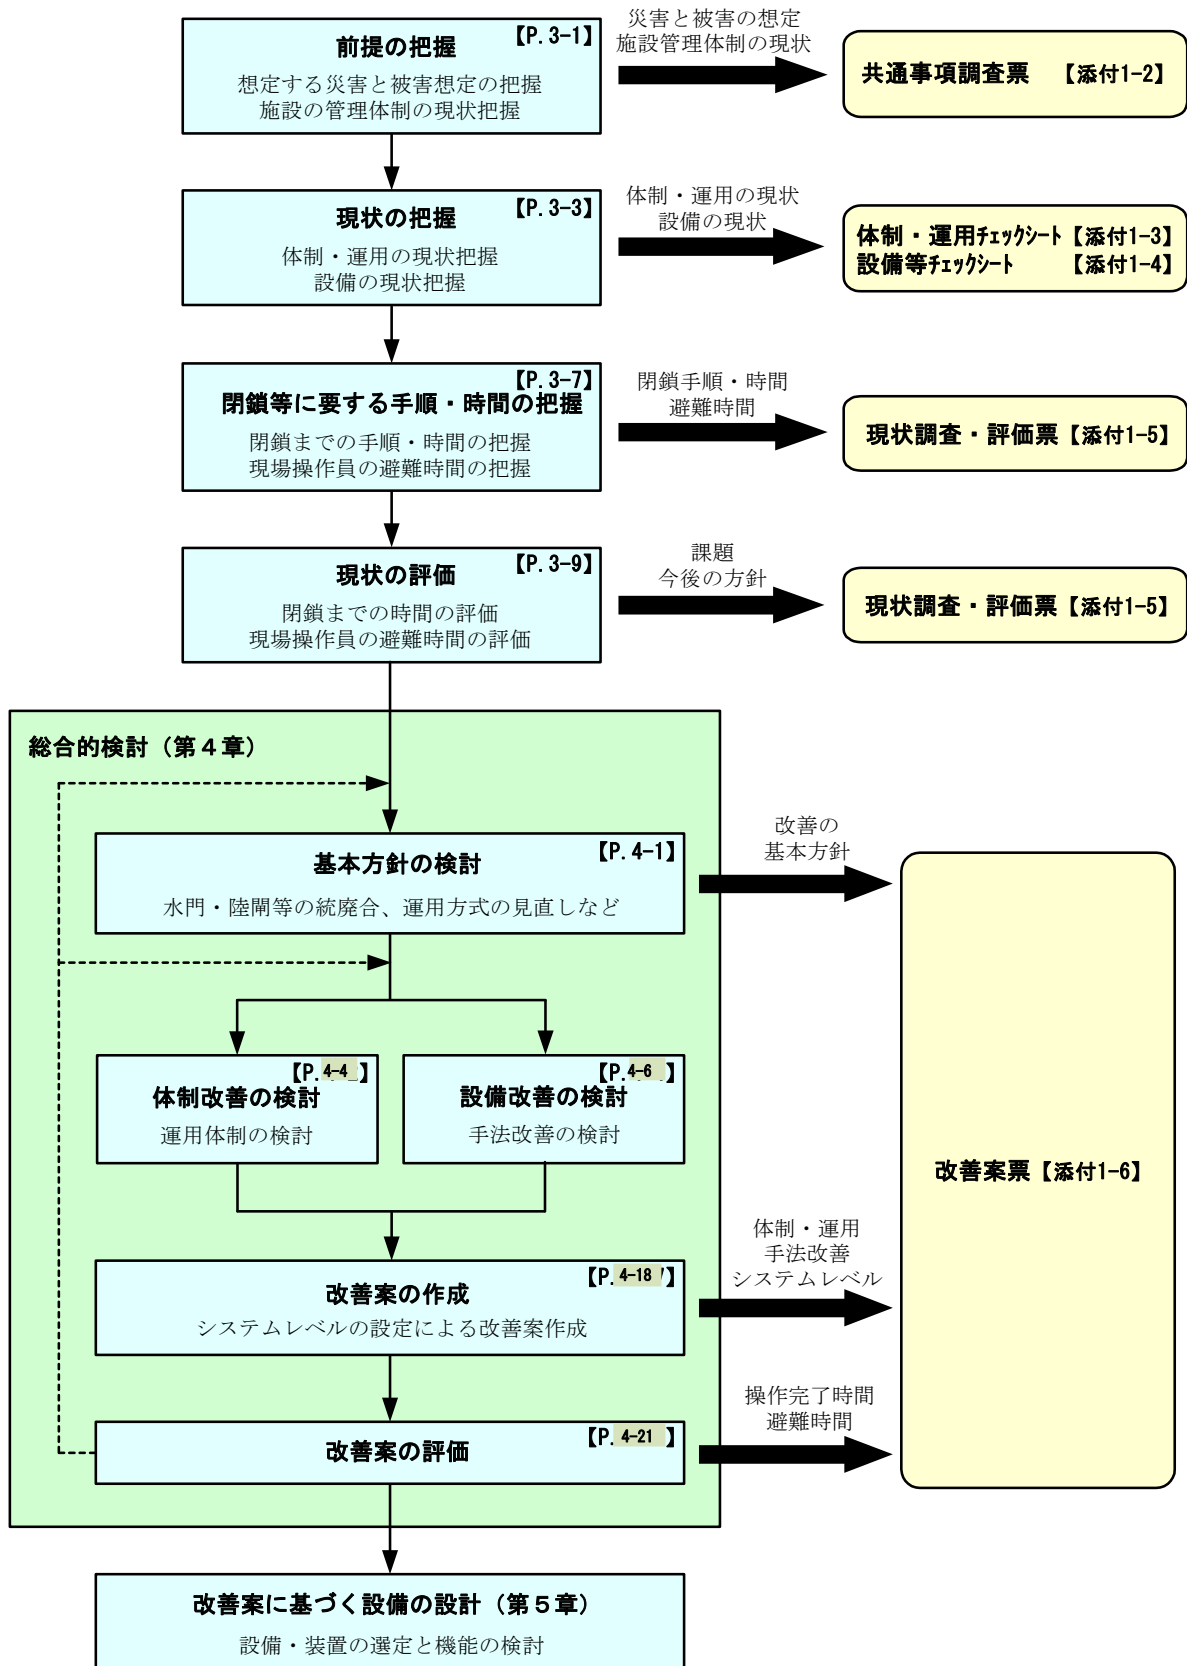 前提の把握 【P.3-1】
想定する災害と被害想定の把握
施設の管理体制の現状把握
災害と被害の想定
施設管理体制の現状
共通事項調査票 【添付1-2】
現状の把握 【P.3-3】
体制・運用の現状把握
設備の現状把握
体制・運用の現状
設備の現状
体制・運用ﾁｪｯｸｼｰﾄ【添付1-3】
設備等ﾁｪｯｸｼｰﾄ 【添付1-4】
【P.3-7】
閉鎖等に要する手順・時間の把握
閉鎖までの手順・時間の把握
現場操作員の避難時間の把握
閉鎖手順・時間
避難時間
現状調査・評価票【添付1-5】
現状の評価 【P.3-9】
閉鎖までの時間の評価
現場操作員の避難時間の評価
課題
今後の方針
現状調査・評価票【添付1-5】
総合的検討（第４章）
基本方針の検討 【P.4-1】
水門・陸閘等の統廃合、運用方式の見直しなど
改善の
基本方針
【P.4-4】
体制改善の検討
運用体制の検討
【P.4-6】
設備改善の検討
手法改善の検討
改善案票【添付1-6】
改善案の作成 【P.4-18】
システムレベルの設定による改善案作成
体制・運用
手法改善
システムレベル
改善案の評価 【P.4-21】
操作完了時間
避難時間
改善案に基づく設備の設計（第５章）
設備・装置の選定と機能の検討